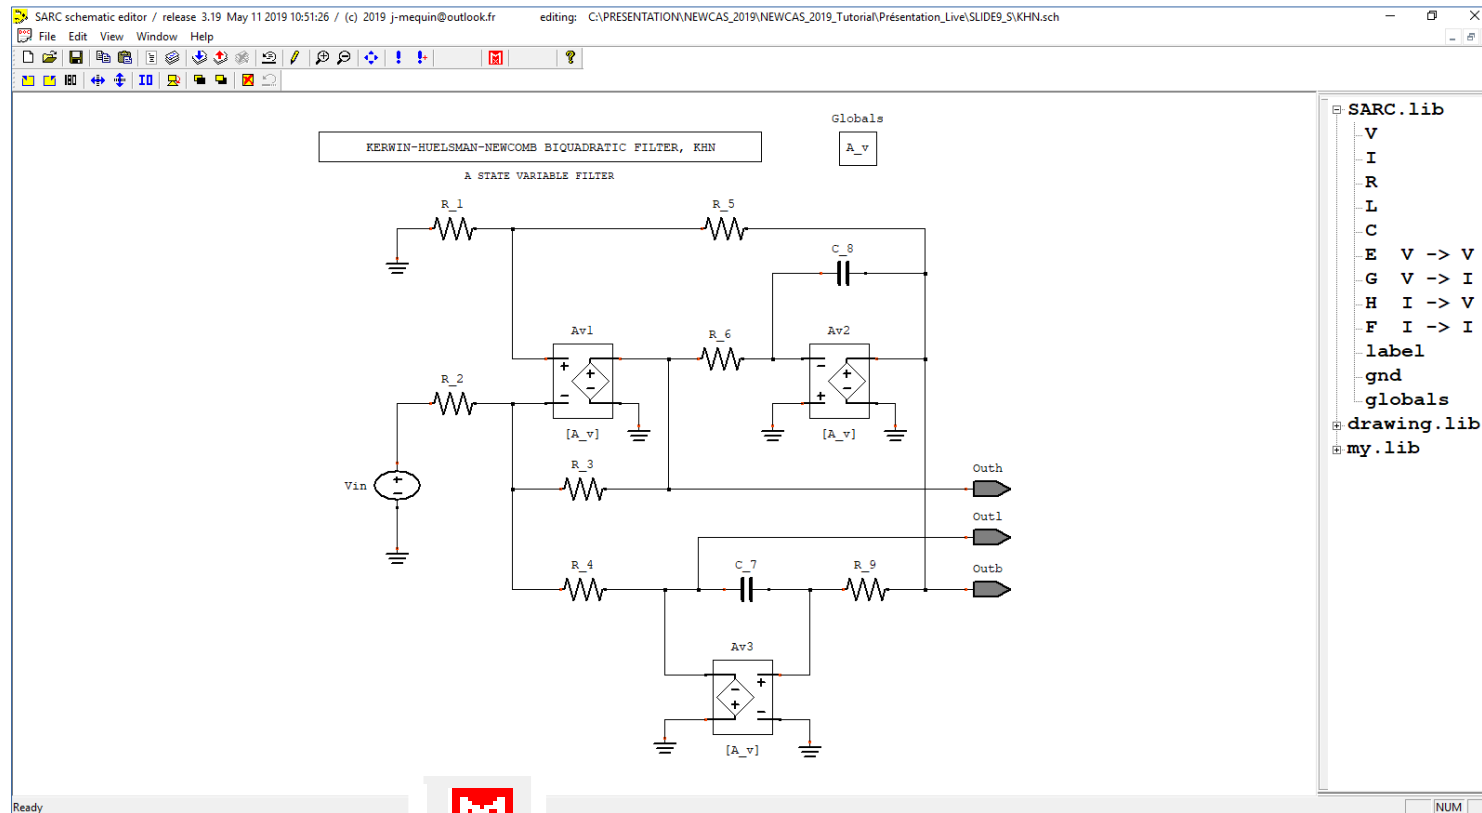 SARC schematic editor / release 3.19 May 11 2019 10:51:26 / (c) 2019 j-mequin@outlook.fr editing: C:\PRESENTATION\NEWCAS_2019\NEWCAS_2019_Tutorial\Présentation_Live\SLIDE9_S\KHN.sch
File Edit View Window Help
Globals
A_v
KERWIN-HUELSMAN-NEWCOMB BIQUADRATIC FILTER, KHN
A STATE VARIABLE FILTER
R_1
R_5
C_8
Av1
R_6
Av2
+
-
+
-
-
+
+
-
R_2
[A_v]
[A_v]
R_3
Vin
+
-
Outh
Outl
R_4
C_7
R_9
Outb
Av3
-
+
+
-
[A_v]
SARC.lib
V
I
R
L
C
E V -> V
G V -> I
H I -> V
F I -> I
label
gnd
globals
drawing.lib
my.lib
Ready
NUM